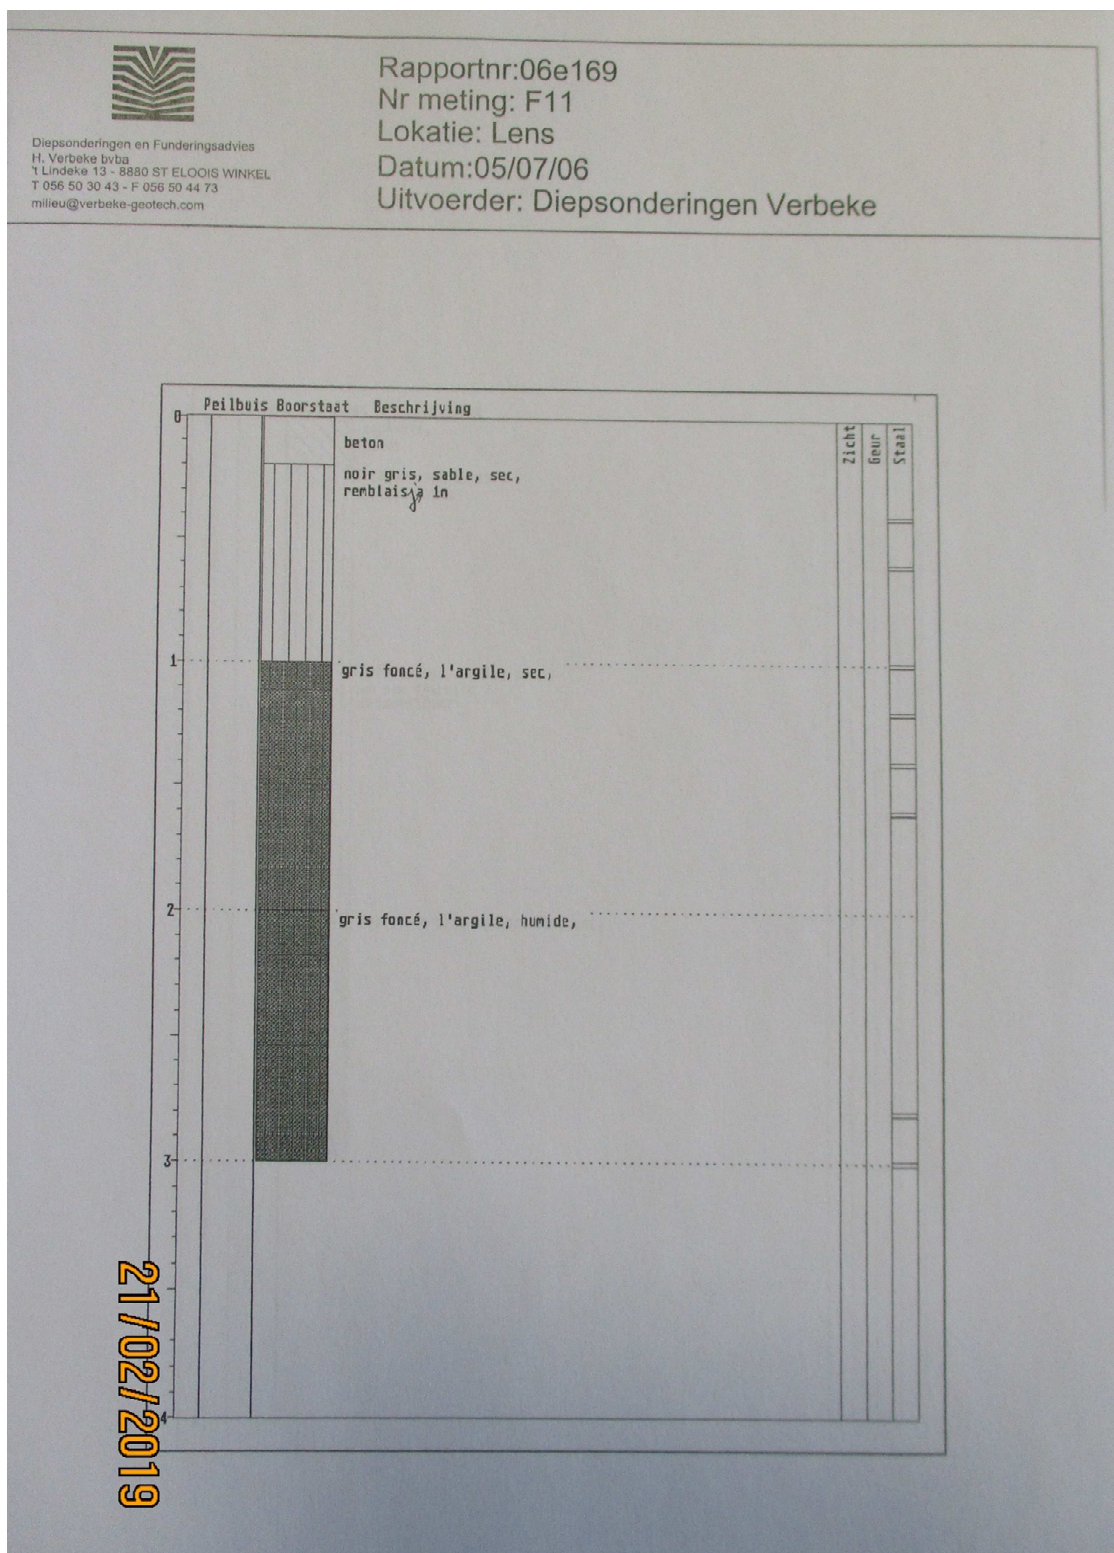 Diepsonderingen en Funderingsadvies
H. Verbeke bvba
't Lindeke 13 - 8880 ST ELOOIS WINKEL
T 056 50 30 43 - F 056 50 44 73
milieu@verbeke-geotech.com
Rapportnr:06e169
Nr meting: F11
Lokatie: Lens
Datum:05/07/06
Uitvoerder: Diepsonderingen Verbeke
Peilbuis Boorstaat Beschrijving
Zicht
Geur
Staal
0
beton
noir gris, sable, sec,
remblais
1
gris foncé, l'argile, sec,
2
gris foncé, l'argile, humide,
3
4
21/02/2019